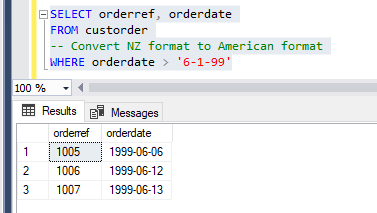 SELECT orderref, orderdate
FROM custorder
-- Convert NZ format to American format
WHERE orderdate > '6-1-99'
100 %
Results Messages
orderref orderdate
1 1005 1999-06-06
2 1006 1999-06-12
3 1007 1999-06-13